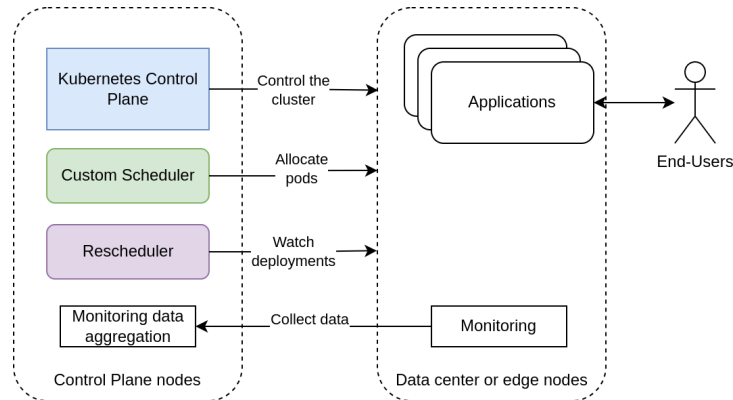 Kubernetes Control
Plane
Control the
cluster
Applications
End-Users
Custom Scheduler
Allocate
pods
Rescheduler
Watch
deployments
Monitoring data
aggregation
Collect data
Monitoring
Control Plane nodes
Data center or edge nodes